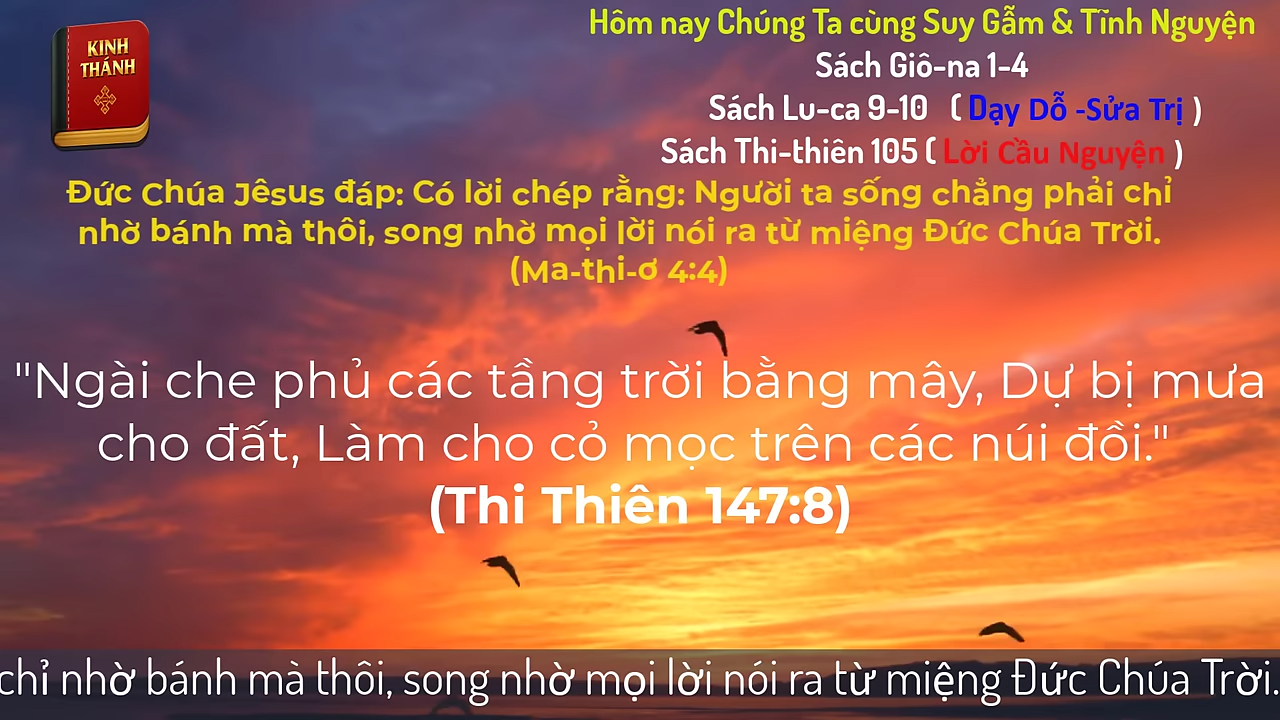 KINH
THÁNH
Hôm nay Chúng Ta cùng Suy Gẫm & Tĩnh Nguyện
Sách Giô-na 1-4
Sách Lu-ca 9-10 ( Dạy Dỗ -Sửa Trị )
Sách Thi-thiên 105 ( Lời Cầu Nguyện )
Đức Chúa Jêsus đáp: Có lời chép rằng: Người ta sống chẳng phải chỉ
nhờ bánh mà thôi, song nhờ mọi lời nói ra từ miệng Đức Chúa Trời.
(Ma-thi-ơ 4:4)
"Ngài che phủ các tầng trời bằng mây, Dự bị mưa
cho đất, Làm cho cỏ mọc trên các núi đồi."
(Thi Thiên 147:8)
chỉ nhờ bánh mà thôi, song nhờ mọi lời nói ra từ miệng Đức Chúa Trời.